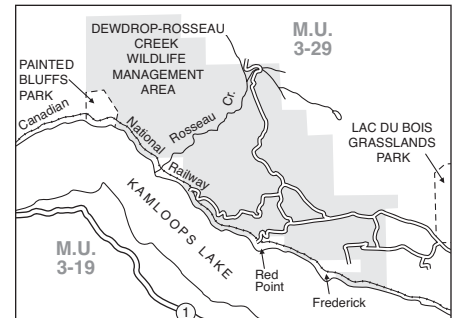 DEWDROP-ROSSEAU
CREEK
WILDLIFE
MANAGEMENT
AREA
M.U.
3-29
PAINTED
BLUFFS
PARK
Canadian
National
Railway
Rosseau Cr.
LAC DU BOIS
GRASSLANDS
PARK
KAMLOOPS LAKE
M.U.
3-19
Red
Point
Frederick
1